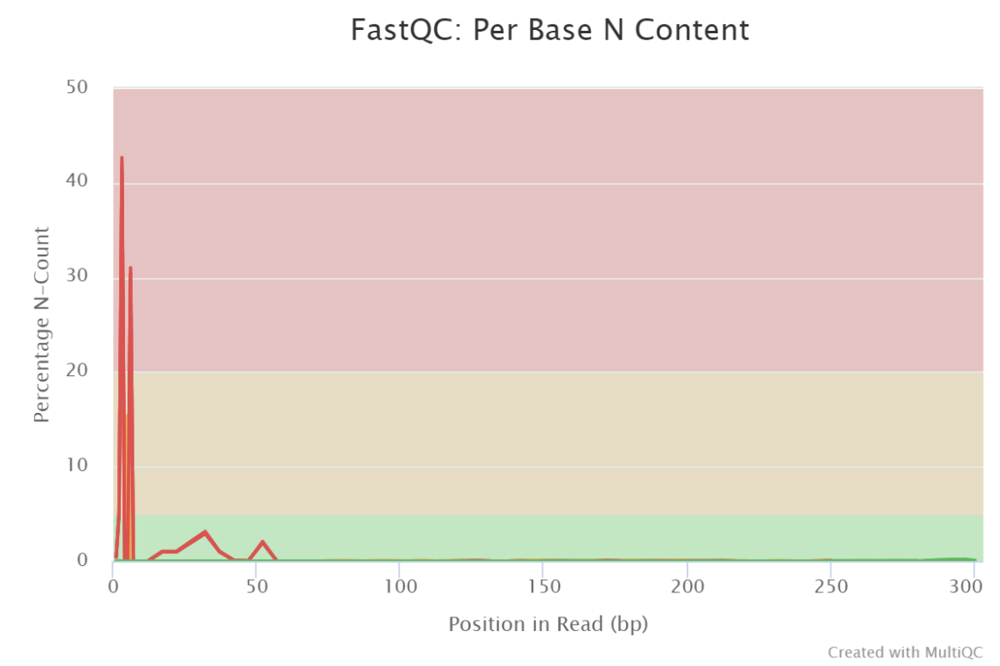 FastQC: Per Base N Content
50
40
30
20
10
0
Percentage N-Count
0 50 100 150 200 250 300
Position in Read (bp)
Created with MultiQC